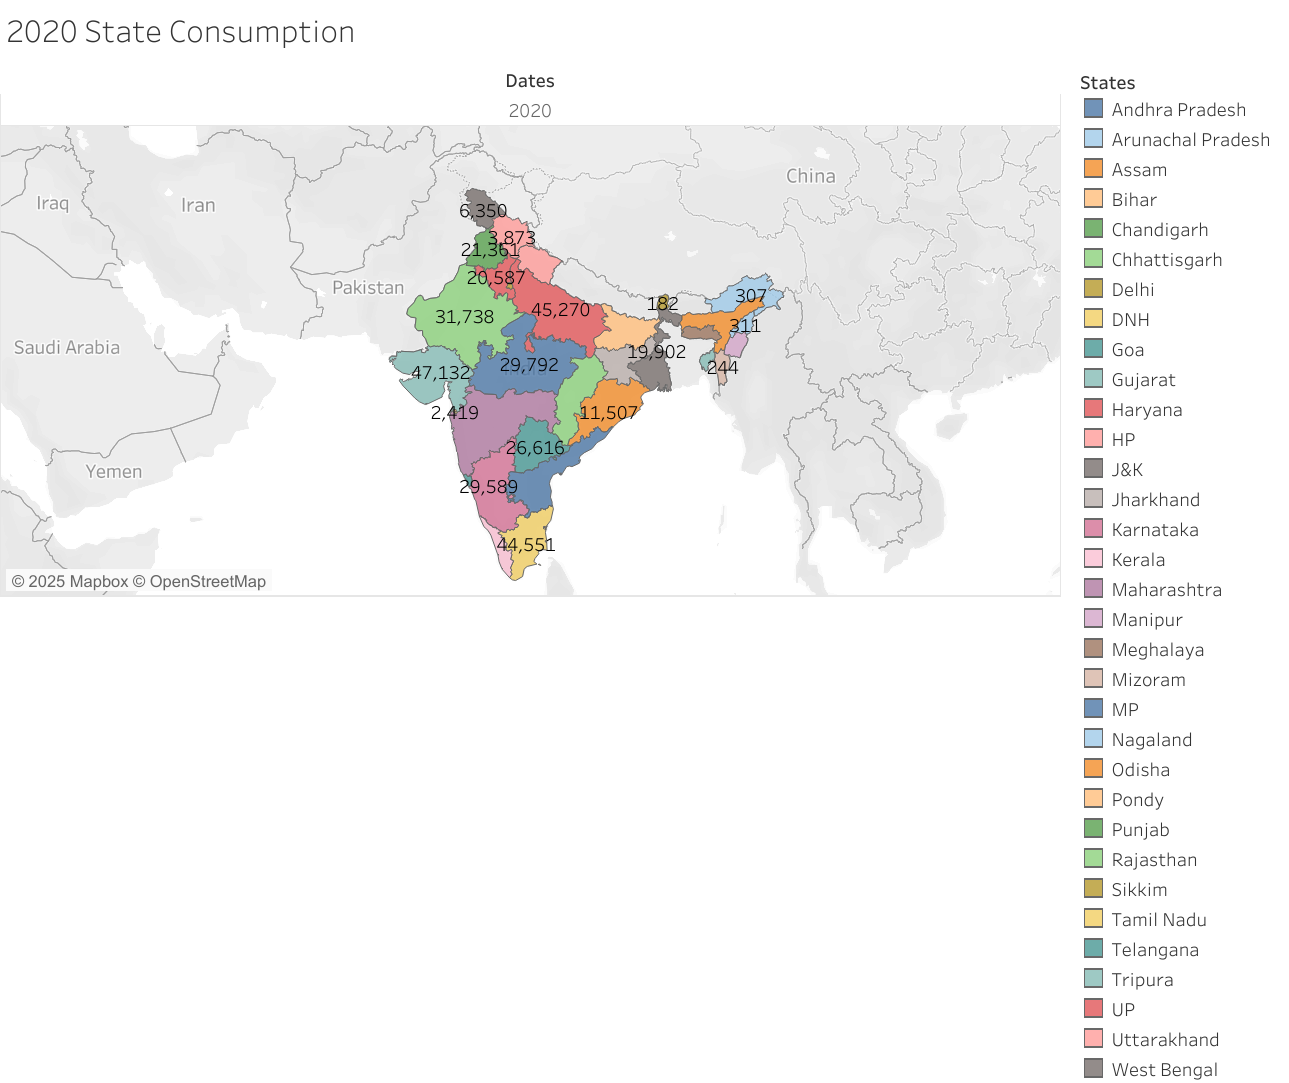 2020 State Consumption
Dates
2020
States
Andhra Pradesh
Arunachal Pradesh
Assam
Bihar
Chandigarh
Chhattisgarh
Delhi
DNH
Goa
Gujarat
Haryana
HP
J&K
Jharkhand
Karnataka
Kerala
Maharashtra
Manipur
Meghalaya
Mizoram
MP
Nagaland
Odisha
Pondy
Punjab
Rajasthan
Sikkim
Tamil Nadu
Telangana
Tripura
UP
Uttarakhand
West Bengal
China
Iraq
Iran
Pakistan
Saudi Arabia
Yemen
6,350
3,873
21,361
20,587
31,738
45,270
182
307
311
19,902
244
47,132
29,792
2,419
11,507
26,616
29,589
44,551
© 2025 Mapbox © OpenStreetMap